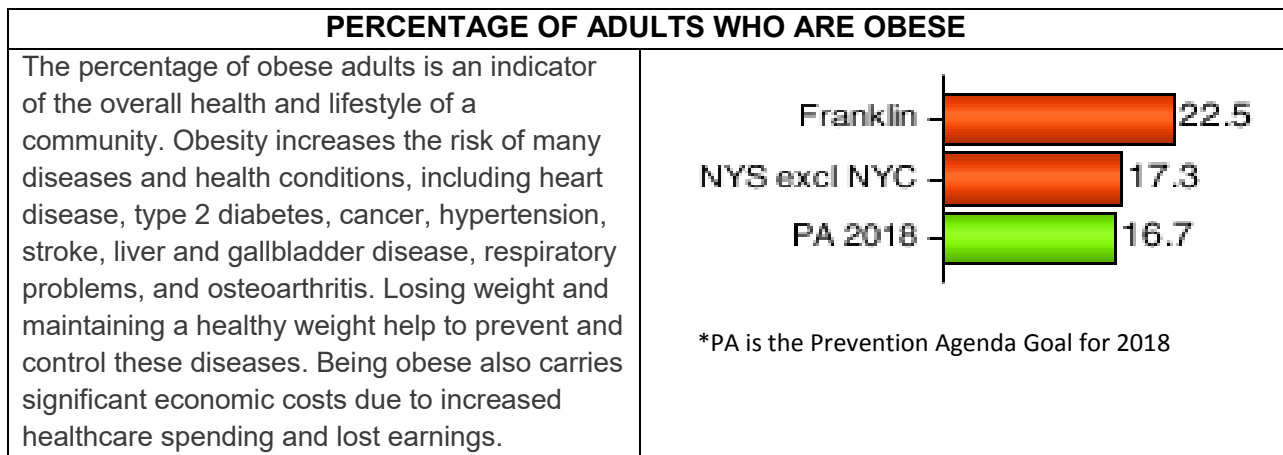 PERCENTAGE OF ADULTS WHO ARE OBESE
The percentage of obese adults is an indicator
of the overall health and lifestyle of a
community. Obesity increases the risk of many
diseases and health conditions, including heart
disease, type 2 diabetes, cancer, hypertension,
stroke, liver and gallbladder disease, respiratory
problems, and osteoarthritis. Losing weight and
maintaining a healthy weight help to prevent and
control these diseases. Being obese also carries
significant economic costs due to increased
healthcare spending and lost earnings.
Franklin 22.5
NYS excl NYC 17.3
PA 2018 16.7
*PA is the Prevention Agenda Goal for 2018